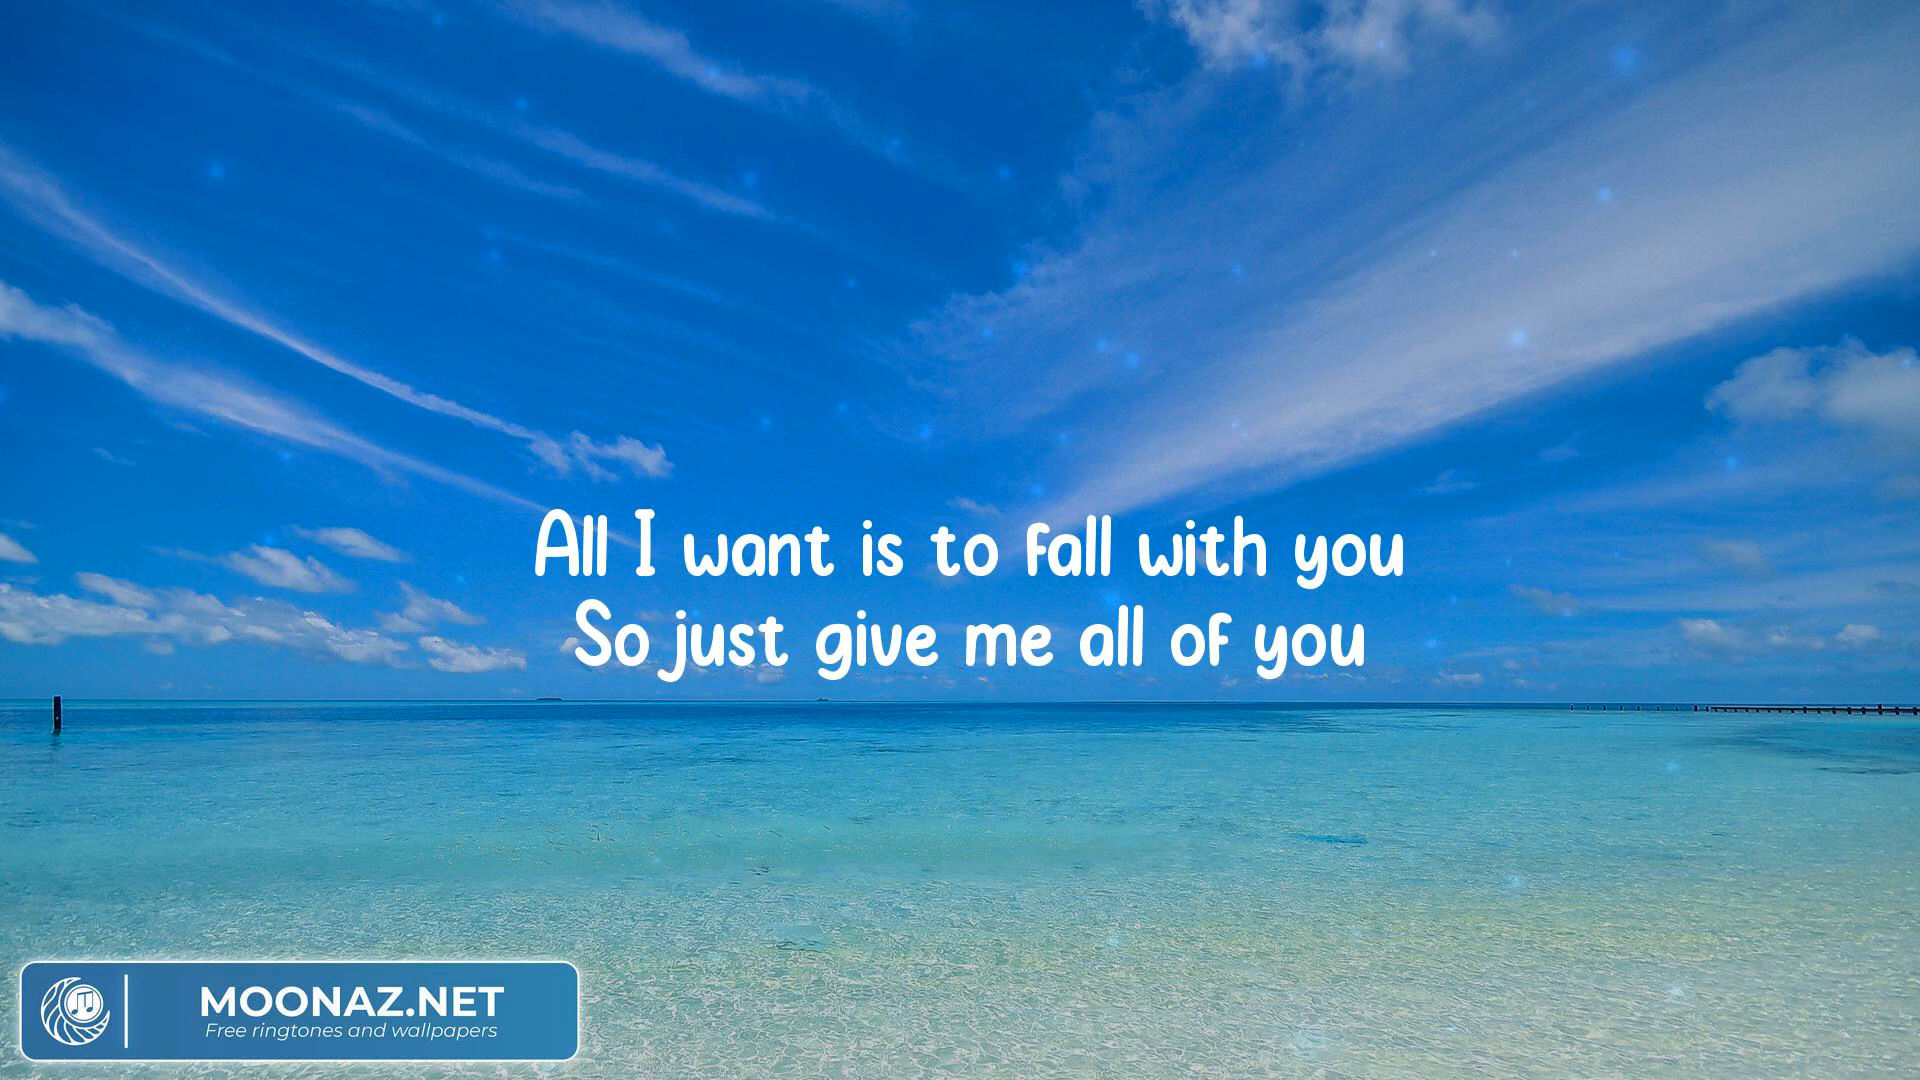 All I want is to fall with you
So just give me all of you
MOONAZ.NET
Free ringtones and wallpapers